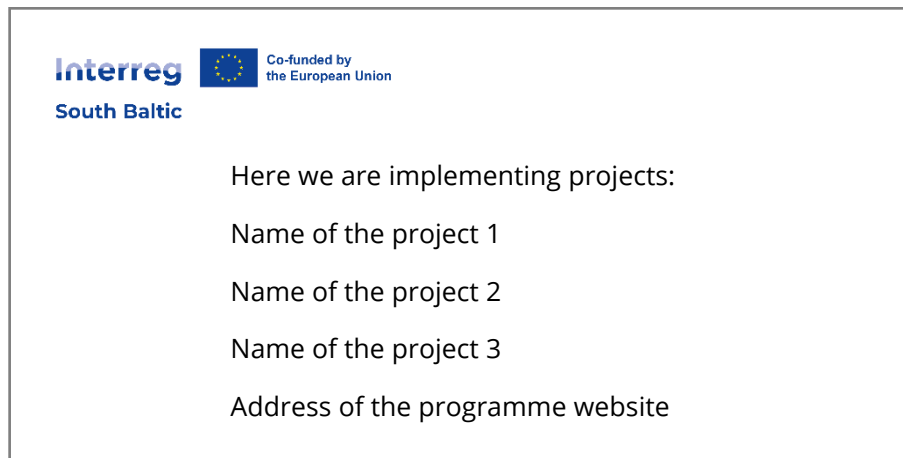 Interreg
Co-funded by
the European Union
South Baltic
Here we are implementing projects:
Name of the project 1
Name of the project 2
Name of the project 3
Address of the programme website